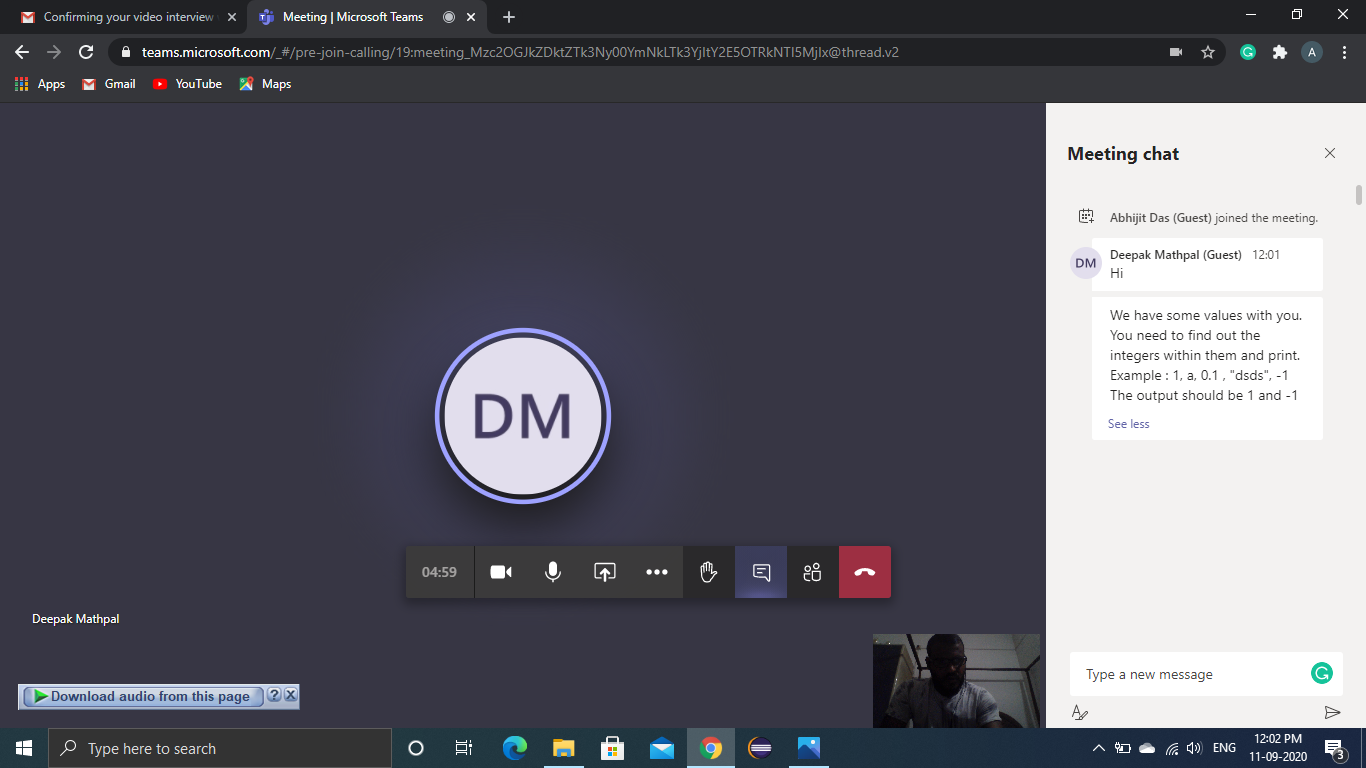 Confirming your video interview
Meeting | Microsoft Teams
teams.microsoft.com/_#/pre-join-calling/19:meeting_Mzc2OGJkZDktZTk3Ny00YmNkLTk3YjItY2E5OTRkNTI5Mjlx@thread.v2
G
A
Apps
Gmail
YouTube
Maps
Meeting chat
Abhijit Das (Guest) joined the meeting.
DM
Deepak Mathpal (Guest) 12:01
Hi
We have some values with you.
You need to find out the
integers within them and print.
Example : 1, a, 0.1 , "dsds", -1
The output should be 1 and -1
See less
DM
04:59
Deepak Mathpal
Download audio from this page
?
X
Type a new message
G
Type here to search
ENG
12:02 PM
11-09-2020
3